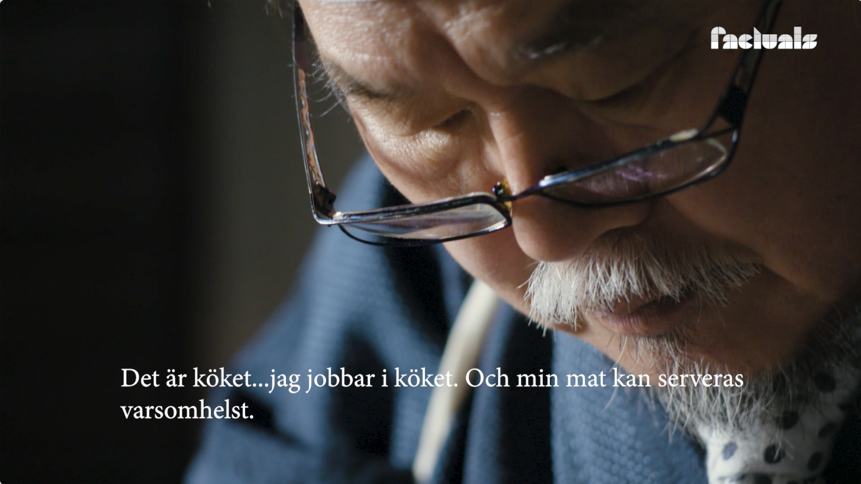 factuals
Det är köket...jag jobbar i köket. Och min mat kan serveras
varsomhelst.